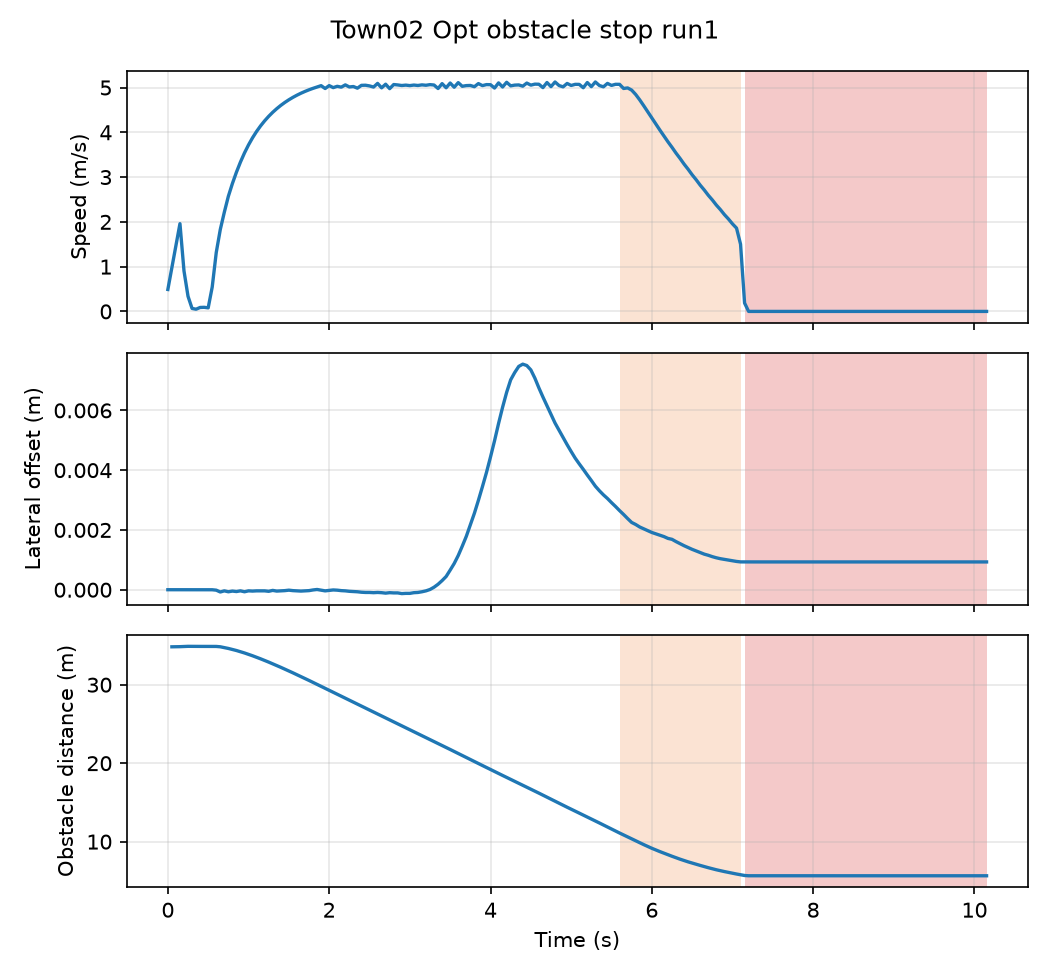 Town02 Opt obstacle stop run1
Speed (m/s)
5
4
3
2
1
0
Lateral offset (m)
0.006
0.004
0.002
0.000
Obstacle distance (m)
30
20
10
0 2 4 6 8 10
Time (s)